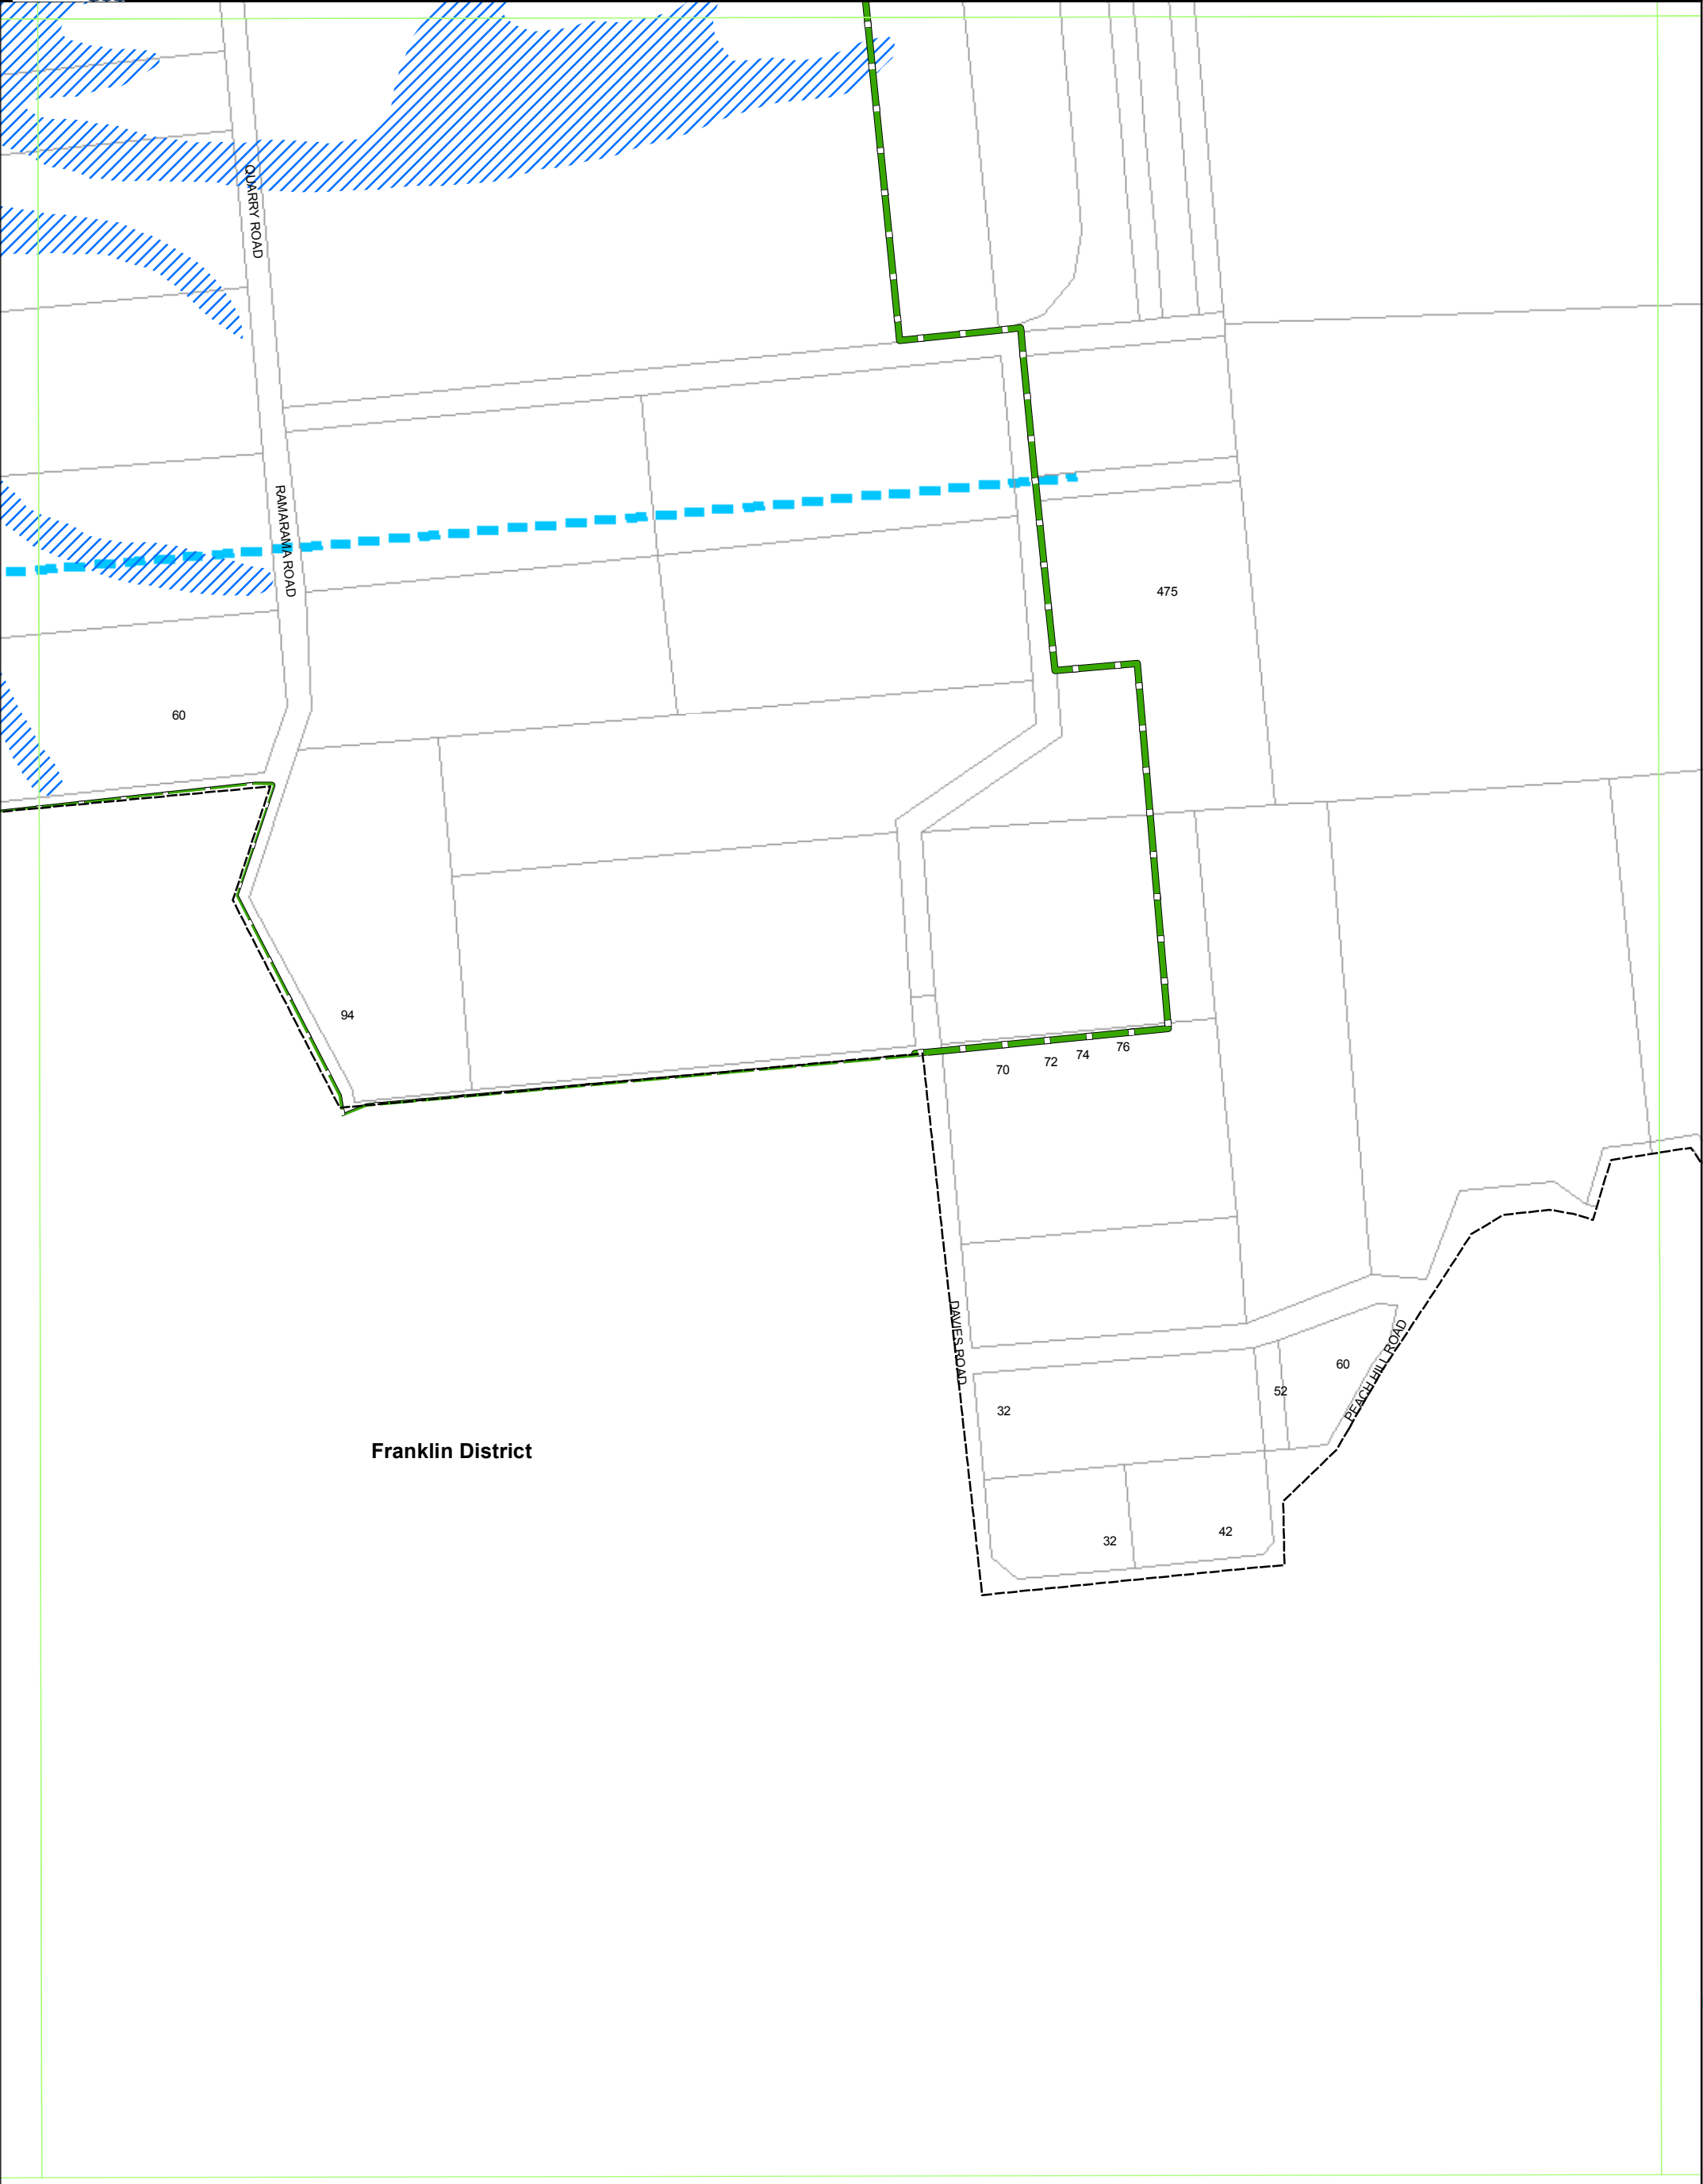 QUARRY ROAD
RAMARAMA ROAD
475
60
94
76
74
72
70
DAVIES ROAD
PEACH HILL ROAD
60
52
32
Franklin District
42
32